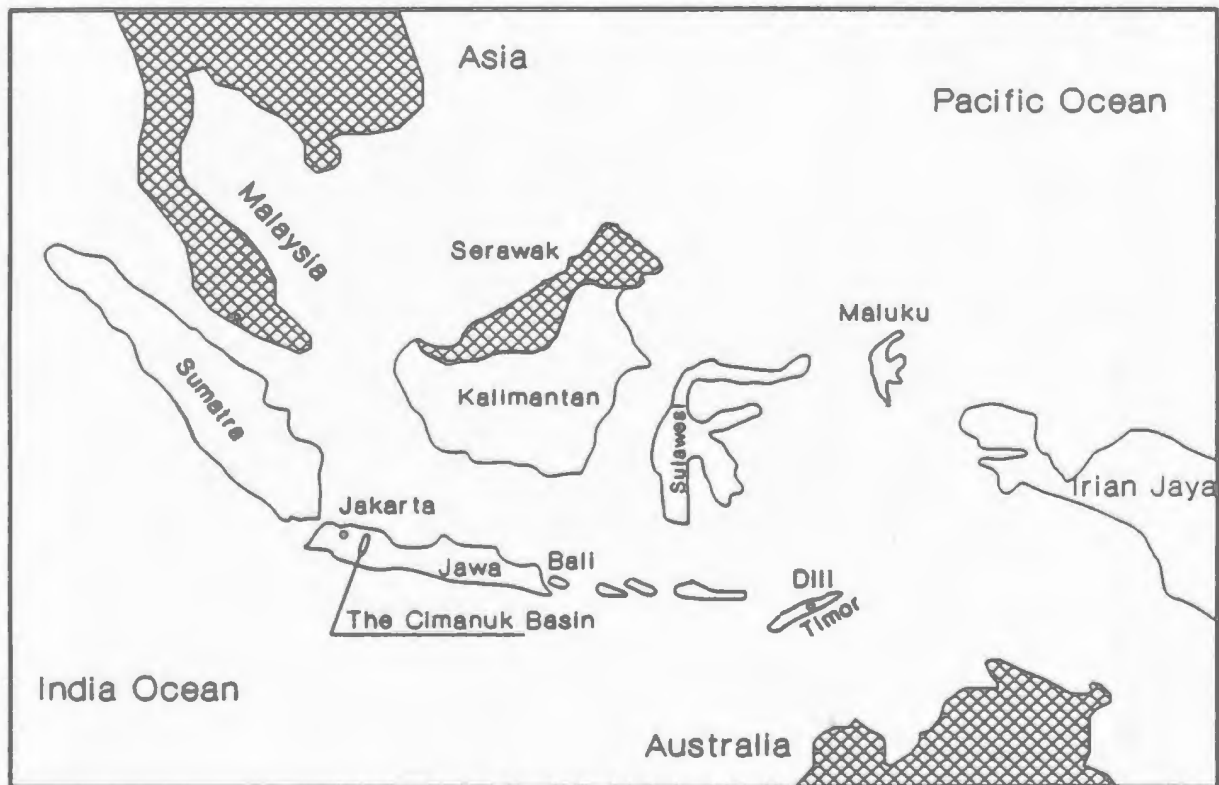 Asia
Pacific Ocean
Malaysia
Serawak
Maluku
Sumatra
Kalimantan
Sulawesi
Irian Jaya
Jakarta
Jawa
Bali
Dili
Timor
The Cimanuk Basin
India Ocean
Australia